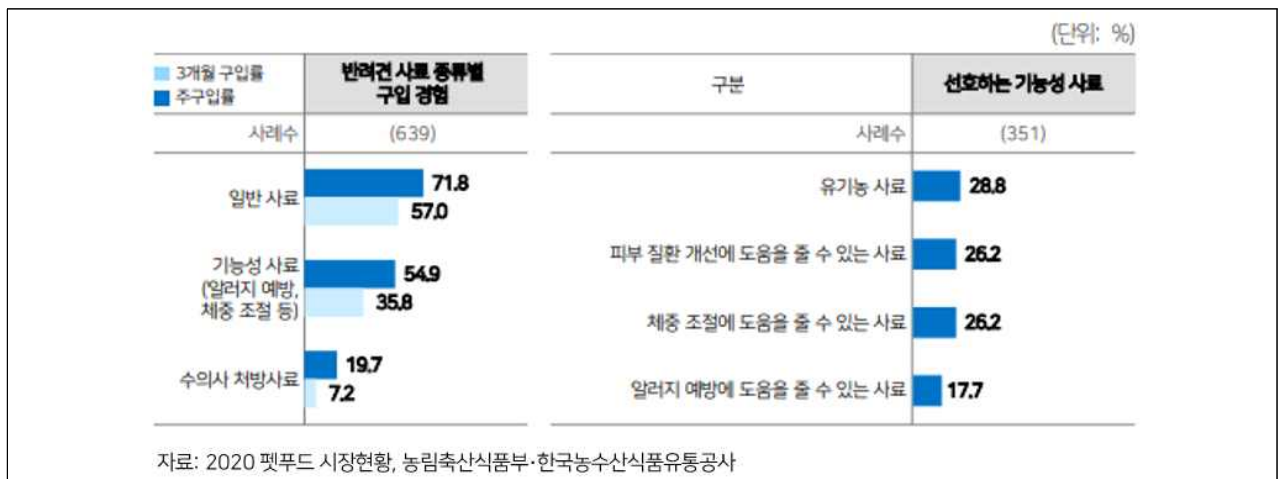 (단위: %)
3개월 구입률
주구입률
반려견 사료 종류별
구입 경험
사례수
(639)
일반 사료
71.8
57.0
기능성 사료
('알러지 예방,
체중 조절 등)
54.9
35.8
수의사 처방사료
19.7
7.2
구분
선호하는 기능성 사료
사례수
(351)
유기농 사료
28.8
피부 질환 개선에 도움을 줄 수 있는 사료
26.2
체중 조절에 도움을 줄 수 있는 사료
26.2
알러지 예방에 도움을 줄 수 있는 사료
17.7
자료: 2020 펫푸드 시장현황, 농림축산식품부·한국농수산식품유통공사